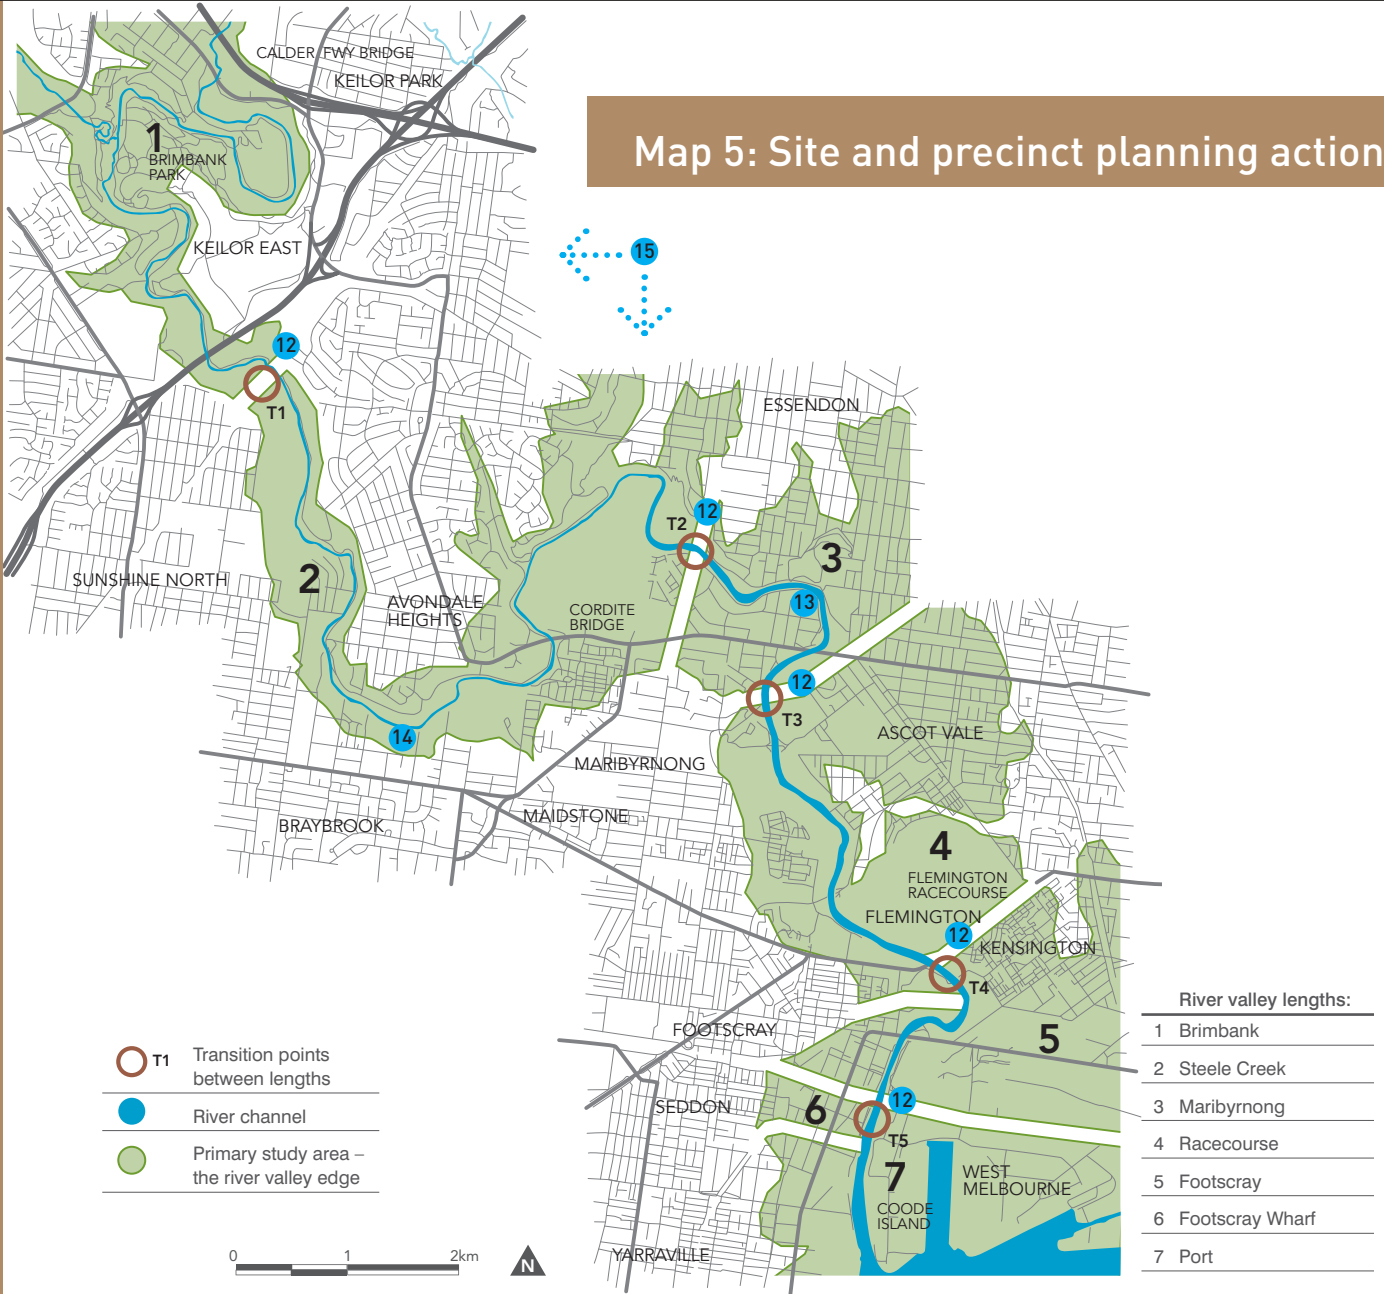 CALDER FWY BRIDGE
KEILOR PARK
Map 5: Site and precinct planning action
1
BRIMBANK
PARK
KEILOR EAST
15
12
T1
ESSENDON
12
T2
3
2
SUNSHINE NORTH
AVONDALE
HEIGHTS
CORDITE
BRIDGE
13
12
T3
14
ASCOT VALE
MARIBYRNONG
MAIDSTONE
BRAYBROOK
4
FLEMINGTON
RACECOURSE
FLEMINGTON
12
KENSINGTON
T4
FOOTSCRAY
5
SEDDON
6
12
T5
7
WEST
MELBOURNE
COODE
ISLAND
YARRAVILLE
T1 Transition points
between lengths
River channel
Primary study area –
the river valley edge
0 1 2km
N
River valley lengths:
1 Brimbank
2 Steele Creek
3 Maribyrnong
4 Racecourse
5 Footscray
6 Footscray Wharf
7 Port